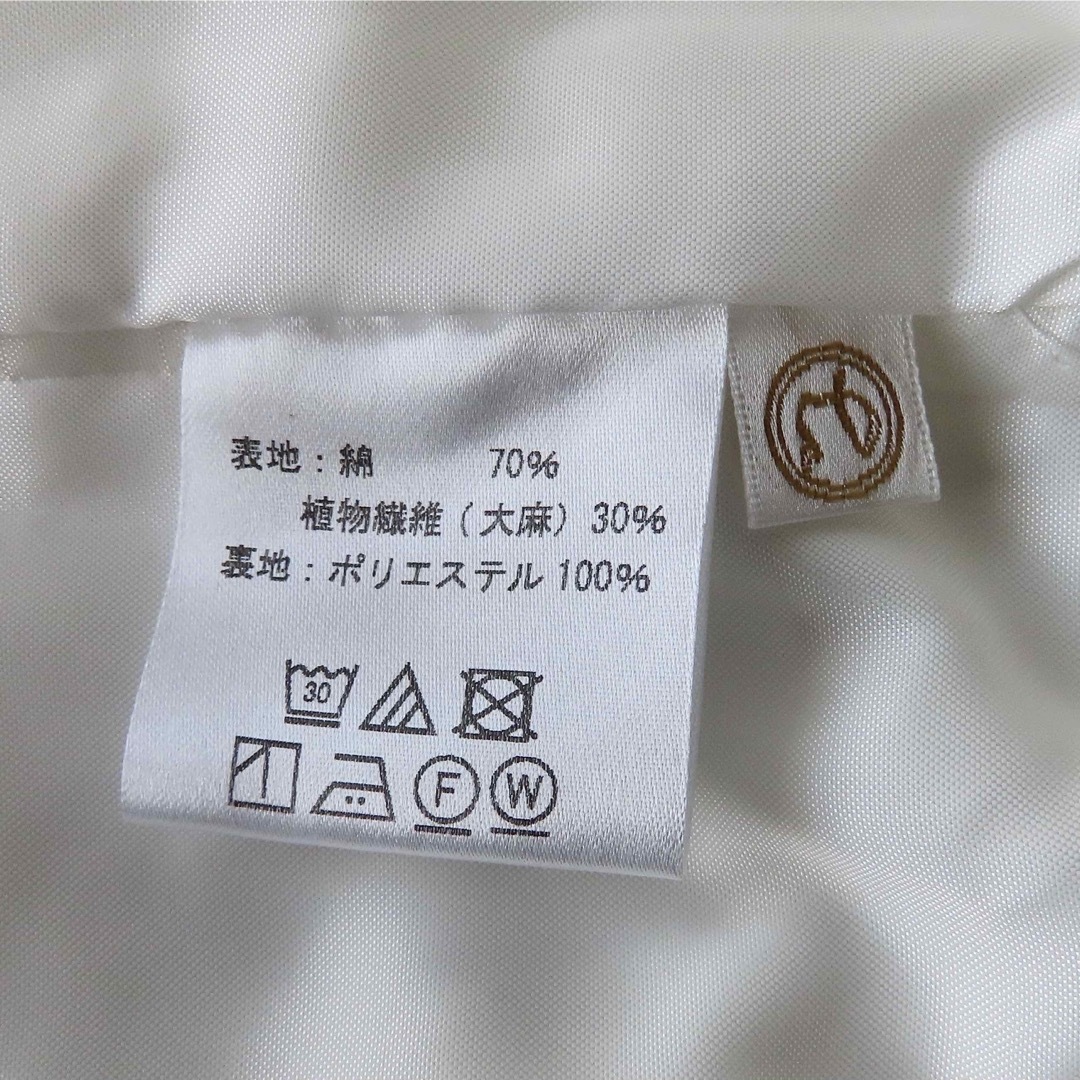 表地：綿 70%
植物繊維（大麻）30%
裏地：ポリエステル 100%
30
F W